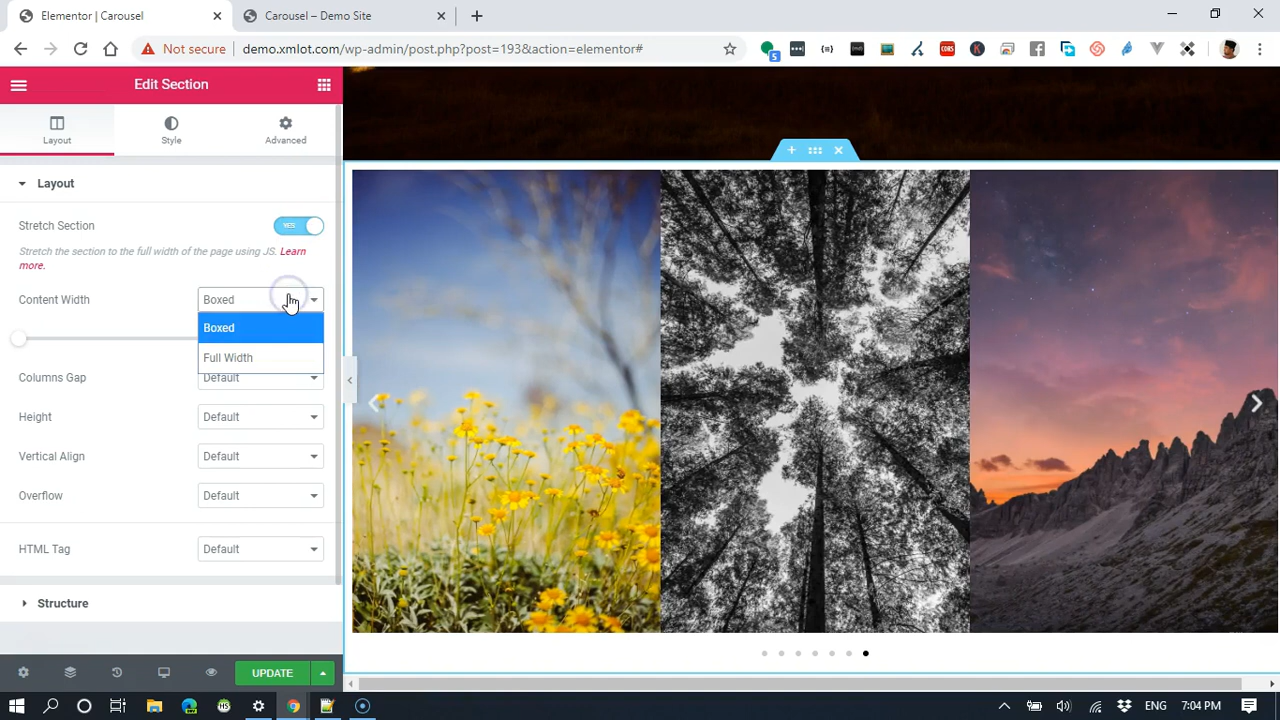 Elementor | Carousel
Carousel – Demo Site
Not secure
demo.xmlot.com/wp-admin/post.php?post=193&action=elementor#
S
CORS
K
Edit Section
Layout
Style
Advanced
Layout
Stretch Section
YES
Stretch the section to the full width of the page using JS. Learn
more.
Content Width
Boxed
Boxed
Full Width
Columns Gap
Default
Height
Default
Vertical Align
Default
Overflow
Default
HTML Tag
Default
Structure
UPDATE
HS
ENG
7:04 PM